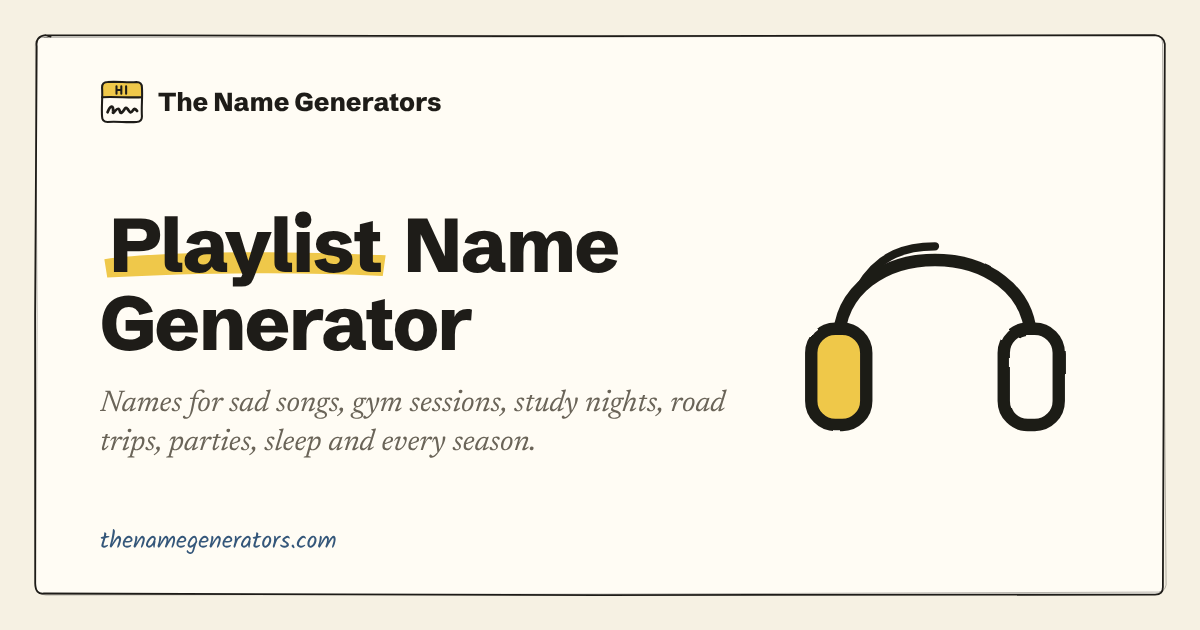 HI
The Name Generators
Playlist Name
Generator
Names for sad songs, gym sessions, study nights, road
trips, parties, sleep and every season.
thenamegenerators.com